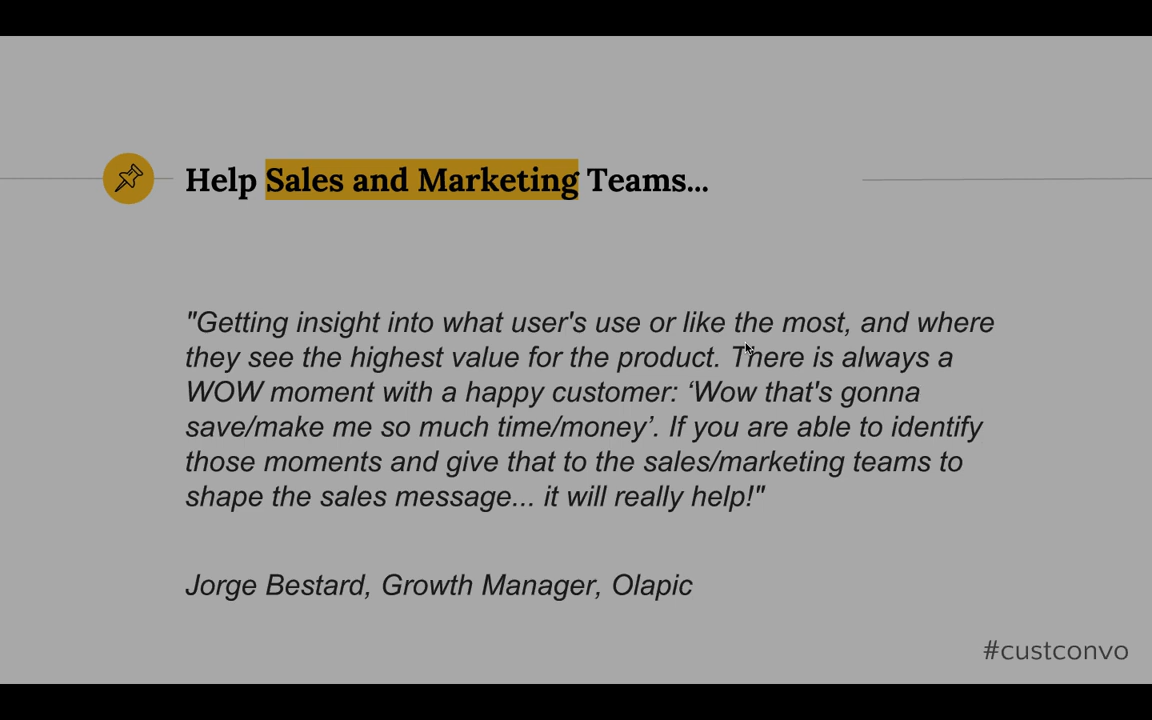 Help Sales and Marketing Teams...
"Getting insight into what user's use or like the most, and where
they see the highest value for the product. There is always a
WOW moment with a happy customer: ‘Wow that's gonna
save/make me so much time/money’. If you are able to identify
those moments and give that to the sales/marketing teams to
shape the sales message... it will really help!"
Jorge Bestard, Growth Manager, Olapic
#custconvo